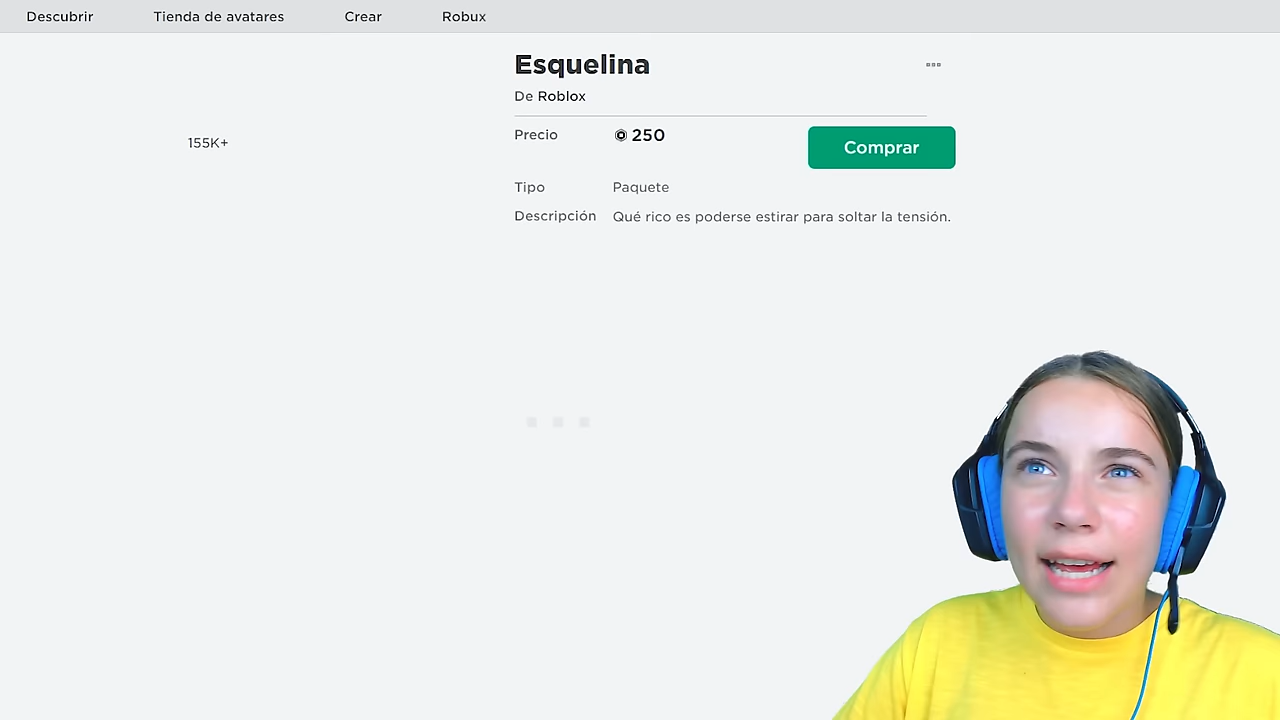 Descubrir Tienda de avatares Crear Robux
Esquelina
De Roblox
155K+
Precio 250 Comprar
Tipo Paquete
Descripción Qué rico es poderse estirar para soltar la tensión.